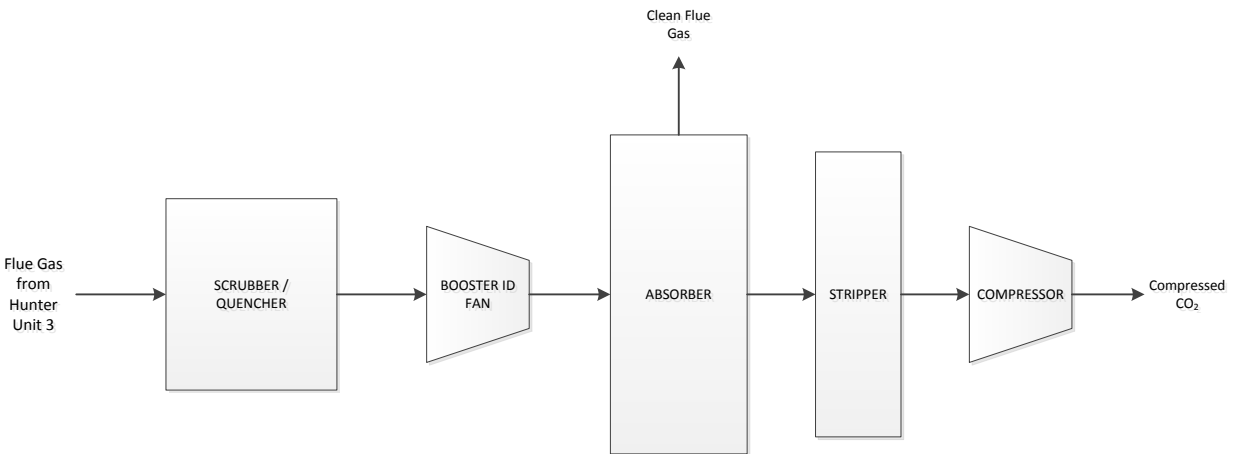 Clean Flue
Gas
Flue Gas
from
Hunter
Unit 3
SCRUBBER /
QUENCHER
BOOSTER ID
FAN
ABSORBER
STRIPPER
COMPRESSOR
Compressed
CO₂